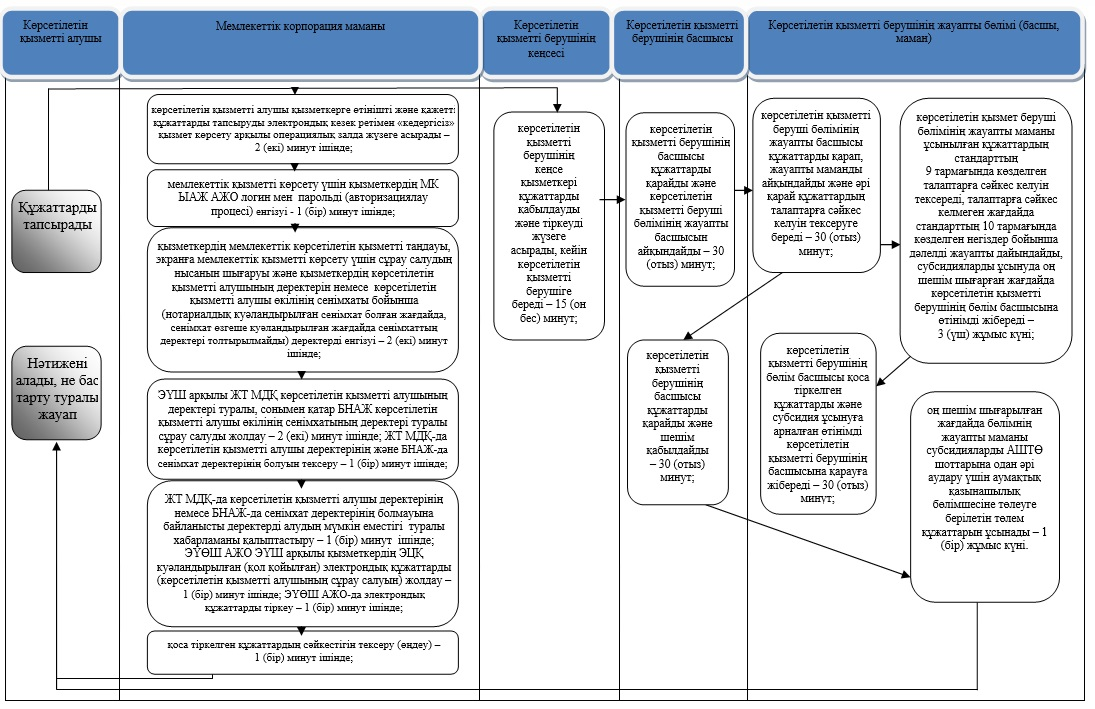 Көрсетілетін
қызметті алушы
Мемлекеттік корпорация маманы
Көрсетілетін
қызметті берушінің
кеңсесі
Көрсетілетін қызметті
берушінің басшысы
Көрсетілетін қызметті берушінің жауапты бөлімі (басшы,
маман)
Құжаттарды
тапсырады
Нәтижені
алады, не бас
тарту туралы
жауап
көрсетілетін қызметті алушы қызметкерге өтінішті және қажетті
құжаттарды тапсыруды электрондық кезек ретімен «кедергісіз»
қызмет көрсету арқылы операциялық залда жүзеге асырады –
2 (екі) минут ішінде;
мемлекеттік қызметті көрсету үшін қызметкердің МК
ЫАЖ АЖО логин мен парольді (авторизациялау
процесі) енгізуі - 1 (бір) минут ішінде;
қызметкердің мемлекеттік көрсетілетін қызметті таңдауы,
экранға мемлекеттік қызметті көрсету үшін сұрау салудың
нысанын шығаруы және қызметкердің көрсетілетін
қызметті алушының деректерін немесе көрсетілетін
қызметті алушы өкілінің сенімхаты бойынша
(нотариалдық куәландырылған сенімхат болған жағдайда,
сенімхат өзгеше куәландырылған жағдайда сенімхаттың
деректері толтырылмайды) деректерді енгізуі – 2 (екі) минут
ішінде;
ЭҮШ арқылы ЖТ МДҚ көрсетілетін қызметті алушының
деректері туралы, сонымен қатар БНАЖ көрсетілетін
қызметті алушы өкілінің сенімхатының деректері туралы
сұрау салуды жолдау – 2 (екі) минут ішінде; ЖТ МДҚ-да
көрсетілетін қызметті алушы деректерінің және БНАЖ-да
сенімхат деректерінің болуын тексеру – 1 (бір) минут ішінде;
ЖТ МДҚ-да көрсетілетін қызметті алушы деректерінің
немесе БНАЖ-да сенімхат деректерінің болмауына
байланысты деректерді алудың мүмкін еместігі туралы
хабарламаны қалыптастыру – 1 (бір) минут ішінде;
ЭҮӨШ АЖО ЭҮШ арқылы қызметкердің ЭЦҚ
куәландырылған (қол қойылған) электрондық құжаттарды
(көрсетілетін қызметті алушының сұрау салуын) жолдау –
1 (бір) минут ішінде; ЭҮӨШ АЖО-да электрондық
құжаттарды тіркеу – 1 (бір) минут ішінде;
қоса тіркелген құжаттардың сәйкестігін тексеру (өңдеу) –
1 (бір) минут ішінде;
көрсетілетін
қызметті
берушінің
кеңсе
қызметкері
құжаттарды
қабылдауды
және тіркеуді
жүзеге
асырады, кейін
көрсетілетін
қызметті
берушіге
береді – 15 (он
бес) минут;
көрсетілетін
қызметті берушінің
басшысы
құжаттарды
қарайды және
көрсетілетін
қызметті беруші
бөлімінің жауапты
басшысын
айқындайды – 30
(отыз) минут;
көрсетілетін
қызметті
берушінің
басшысы
құжаттарды
қарайды және
шешім
қабылдайды
– 30 (отыз)
минут;
көрсетілетін қызметті
беруші бөлімінің
жауапты басшысы
құжаттарды қарап,
жауапты маманды
айқындайды және әрі
қарай құжаттардың
талаптарға сәйкес
келуін тексеруге
береді – 30 (отыз)
минут;
көрсетілетін
қызметті берушінің
бөлім басшысы қоса
тіркелген
құжаттарды және
субсидия ұсынуға
арналған өтінімді
көрсетілетін
қызметті берушінің
басшысына қарауға
жібереді – 30 (отыз)
минут;
көрсетілетін қызмет беруші
бөлімінің жауапты маманы
ұсынылған құжаттардың
стандарттың
9 тармағында көзделген
талаптарға сәйкес келуін
тексереді, талаптарға сәйкес
келмеген жағдайда
стандарттың 10 тармағында
көзделген негіздер бойынша
дәлелді жауапты дайындайды,
субсидияларды ұсынуда оң
шешім шығарған жағдайда
көрсетілетін қызметті
берушінің бөлім басшысына
өтінімді жібереді –
3 (үш) жұмыс күні;
оң шешім шығарылған
жағдайда бөлімнің
жауапты маманы
субсидияларды АШТӨ
шоттарына одан әрі
аудару үшін аумақтық
қазынашылық
бөлімшесіне төлеуге
берілетін төлем
құжаттарын ұсынады – 1
(бір) жұмыс күні.